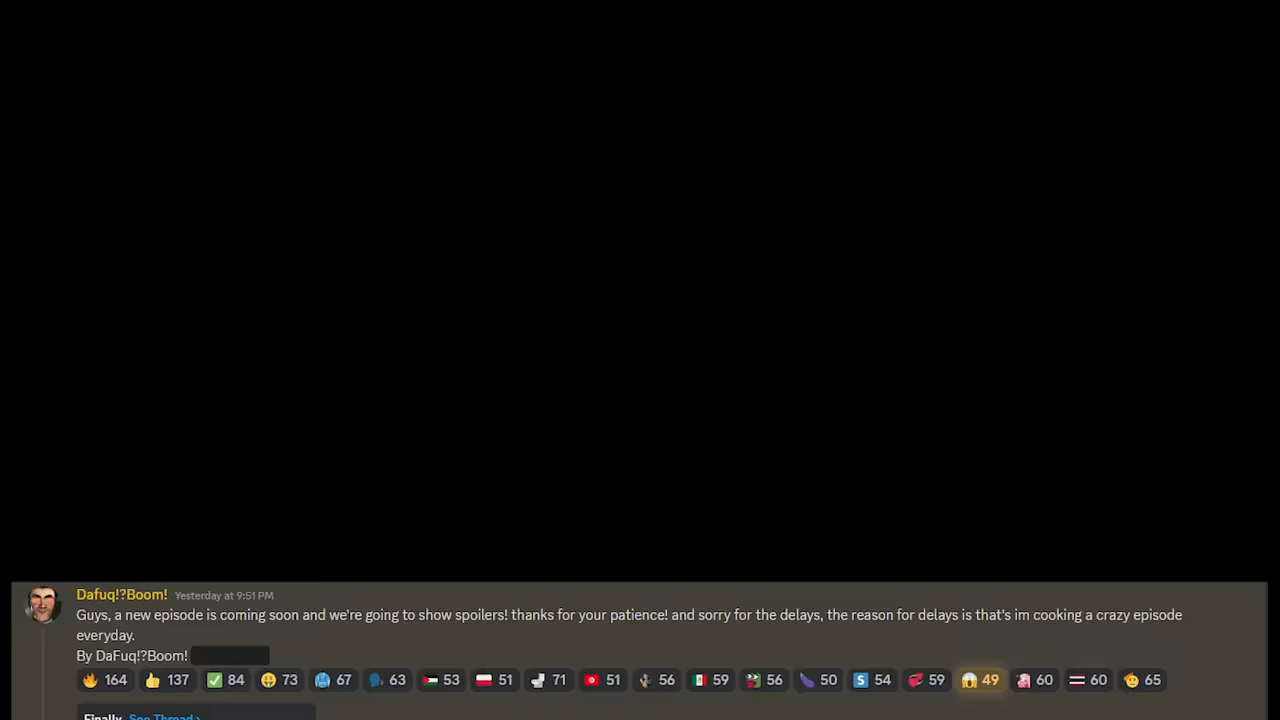 Dafuq!?Boom! Yesterday at 9:51 PM
Guys, a new episode is coming soon and we're going to show spoilers! thanks for your patience! and sorry for the delays, the reason for delays is that's im cooking a crazy episode
everyday.
By DaFuq!?Boom!
164 137 84 73 67 63 53 51 71 51 56 59 56 50 54 59 49 60 60 65
Finally See Thread ›